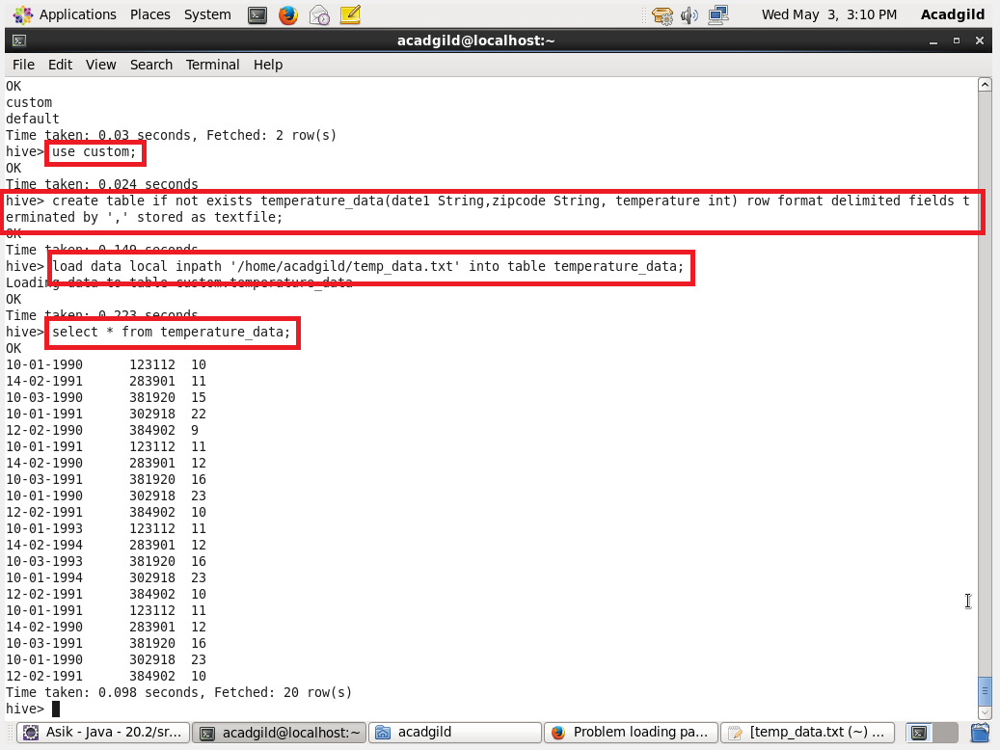 Applications Places System Wed May 3, 3:10 PM Acadgild
acadgild@localhost:~
File Edit View Search Terminal Help
OK
custom
default
Time taken: 0.03 seconds, Fetched: 2 row(s)
hive> use custom;
OK
Time taken: 0.024 seconds
hive> create table if not exists temperature_data(date1 String,zipcode String, temperature int) row format delimited fields t
erminated by ',' stored as textfile;
OK
Time taken: 0.149 seconds
hive> load data local inpath '/home/acadgild/temp_data.txt' into table temperature_data;
Loading data to table custom.temperature_data
OK
Time taken: 0.223 seconds
hive> select * from temperature_data;
OK
10-01-1990 123112 10
14-02-1991 283901 11
10-03-1990 381920 15
10-01-1991 302918 22
12-02-1990 384902 9
10-01-1991 123112 11
14-02-1990 283901 12
10-03-1991 381920 16
10-01-1990 302918 23
12-02-1991 384902 10
10-01-1993 123112 11
14-02-1994 283901 12
10-03-1993 381920 16
10-01-1994 302918 23
12-02-1991 384902 10
10-01-1991 123112 11
14-02-1990 283901 12
10-03-1991 381920 16
10-01-1990 302918 23
12-02-1991 384902 10
Time taken: 0.098 seconds, Fetched: 20 row(s)
hive>
Asik - Java - 20.2/sr... acadgild@localhost:~ acadgild Problem loading pa... [temp_data.txt (~) ...